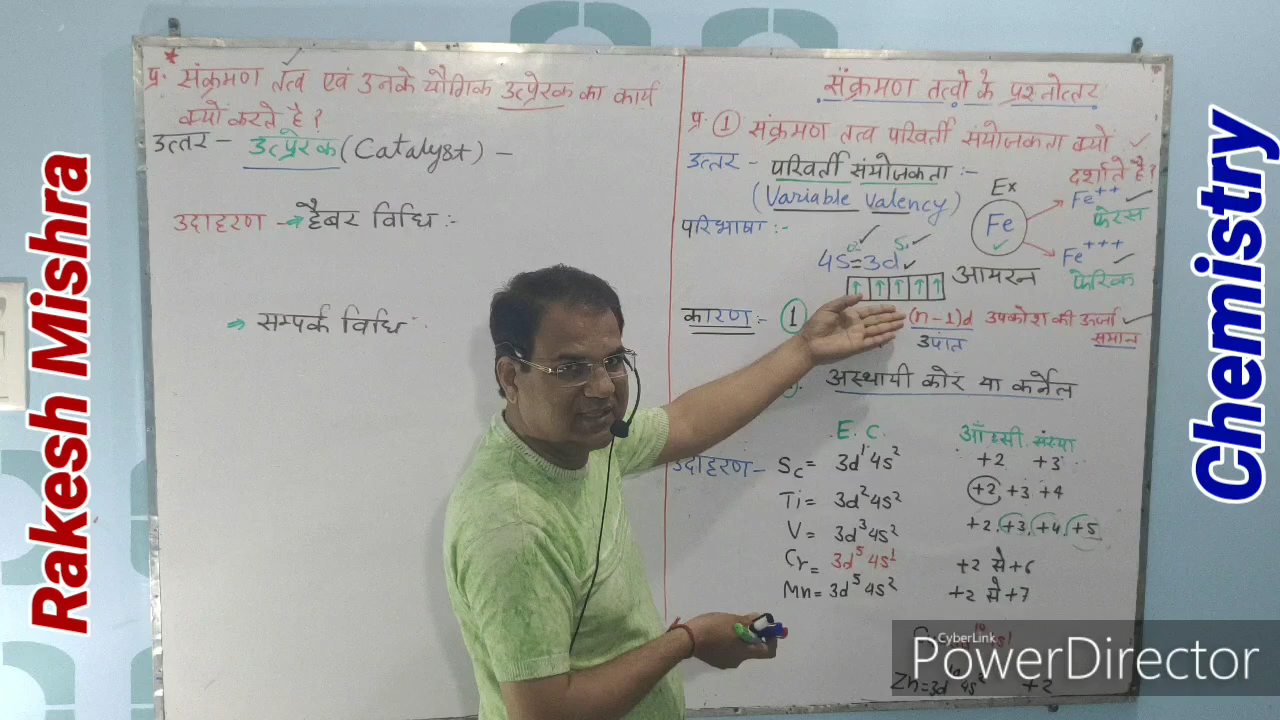 Rakesh Mishra
प्र. संक्रमण तत्व एवं उनके यौगिक उत्प्रेरक का कार्य
क्यों करते है ?
उत्तर - उत्प्रेरक (Catalyst) -
उदाहरण -→ हैबर विधि :-
⇒ सम्पर्क विधि :
संक्रमण तत्वो के प्रश्नोत्तर
प्र. ① संक्रमण तत्व परिवर्ती संयोजकता क्यों
दर्शाते है ?
उत्तर - परिवर्ती संयोजकता :-
(Variable Valency)
Ex
Fe
Fe++
फेरस
Fe+++
फेरिक
आयरन
परिभाषा :-
4s=3d
कारण :- ① (n-1)d उपकोश की ऊर्जा
उपांत समान
अस्थायी कोर या कर्नेल
E. C. ऑक्सी. संख्या
उदाहरण - Sc = 3d¹4s² +2 +3
Ti = 3d²4s² +2 +3 +4
V = 3d³4s² +2 +3 +4 +5
Cr = 3d⁵4s¹ +2 से +6
Mn = 3d⁵4s² +2 से +7
Zn = 3d¹⁰4s² +2
CyberLink
PowerDirector
Chemistry